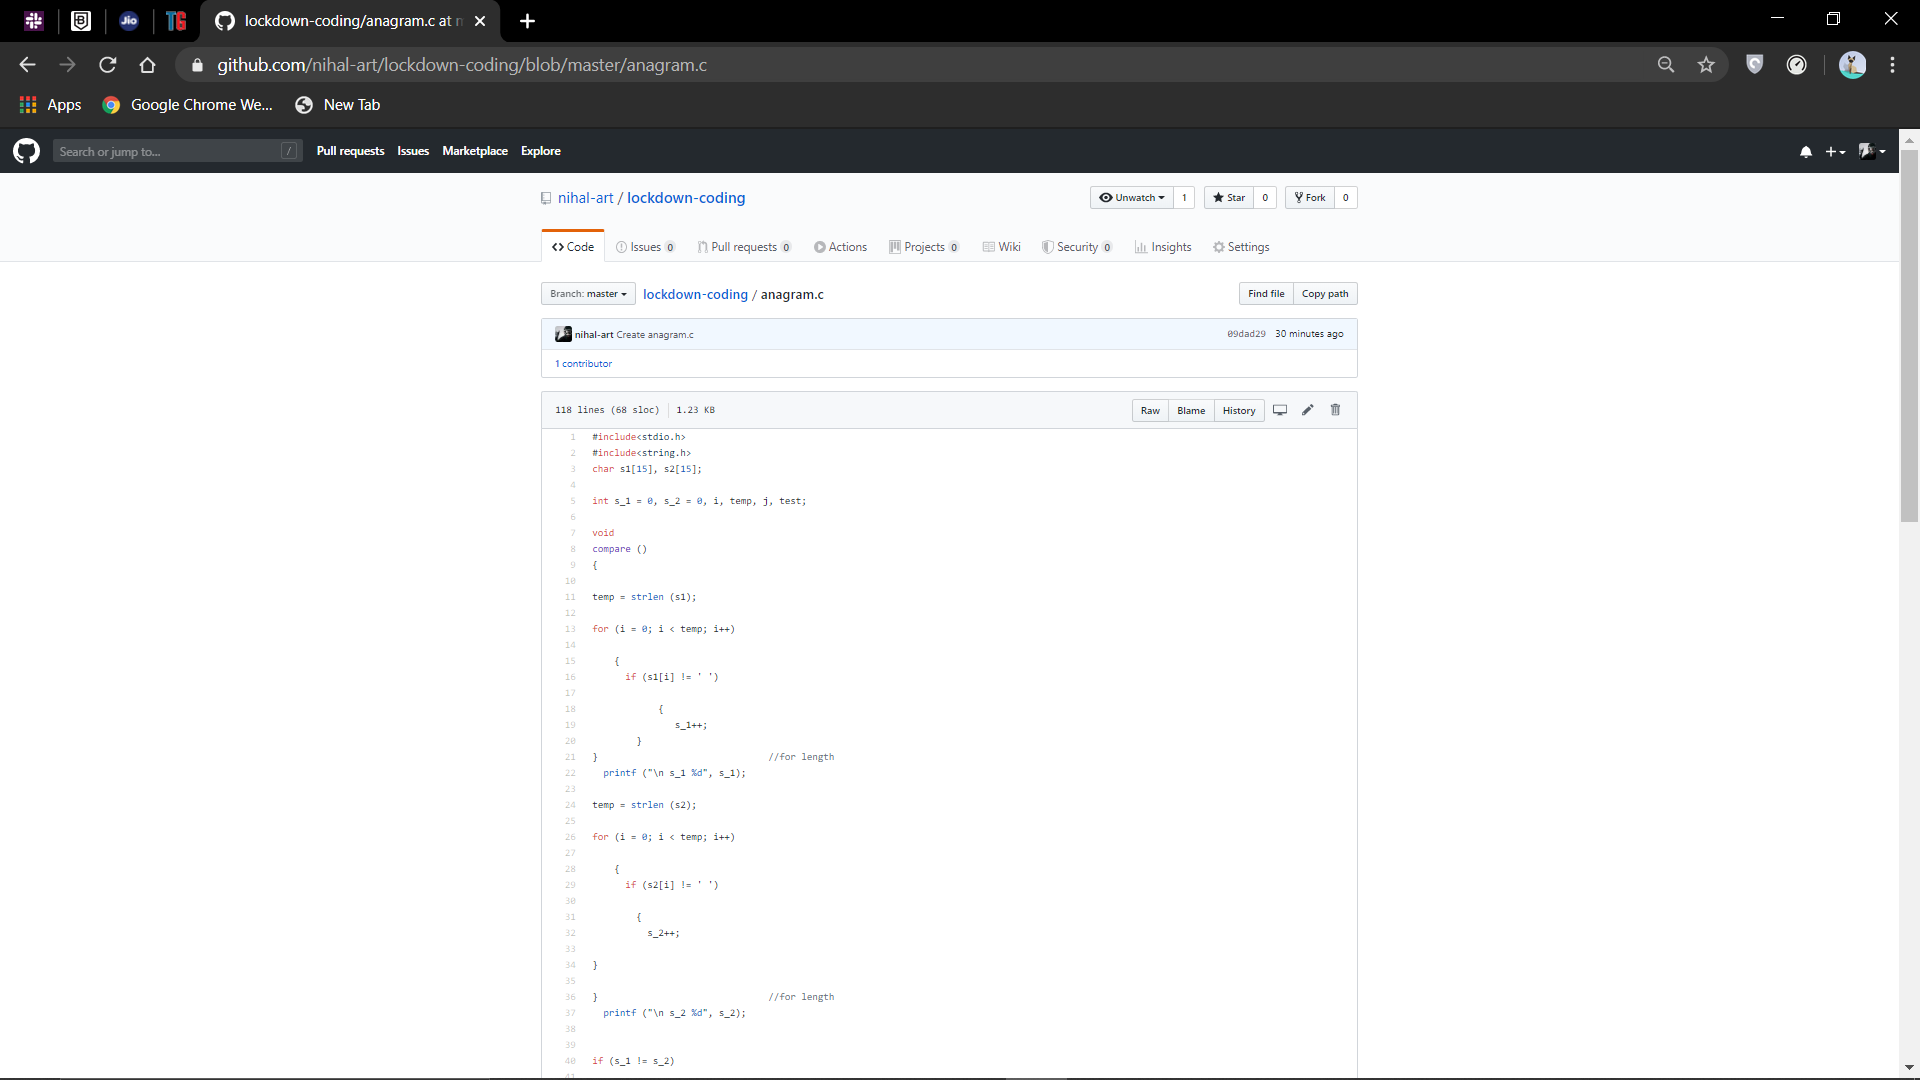 Jio TG lockdown-coding/anagram.c at m
github.com/nihal-art/lockdown-coding/blob/master/anagram.c
Apps Google Chrome We... New Tab
Search or jump to... / Pull requests Issues Marketplace Explore
nihal-art / lockdown-coding Unwatch 1 Star 0 Fork 0
Code Issues 0 Pull requests 0 Actions Projects 0 Wiki Security 0 Insights Settings
Branch: master lockdown-coding / anagram.c Find file Copy path
nihal-art Create anagram.c 09dad29 30 minutes ago
1 contributor
118 lines (68 sloc) 1.23 KB Raw Blame History
1 #include<stdio.h>
2 #include<string.h>
3 char s1[15], s2[15];
4
5 int s_1 = 0, s_2 = 0, i, temp, j, test;
6
7 void
8 compare ()
9 {
10
11 temp = strlen (s1);
12
13 for (i = 0; i < temp; i++)
14
15 {
16 if (s1[i] != ' ')
17
18 {
19 s_1++;
20 }
21 } //for length
22 printf ("\n s_1 %d", s_1);
23
24 temp = strlen (s2);
25
26 for (i = 0; i < temp; i++)
27
28 {
29 if (s2[i] != ' ')
30
31 {
32 s_2++;
33
34 }
35
36 } //for length
37 printf ("\n s_2 %d", s_2);
38
39
40 if (s_1 != s_2)
41